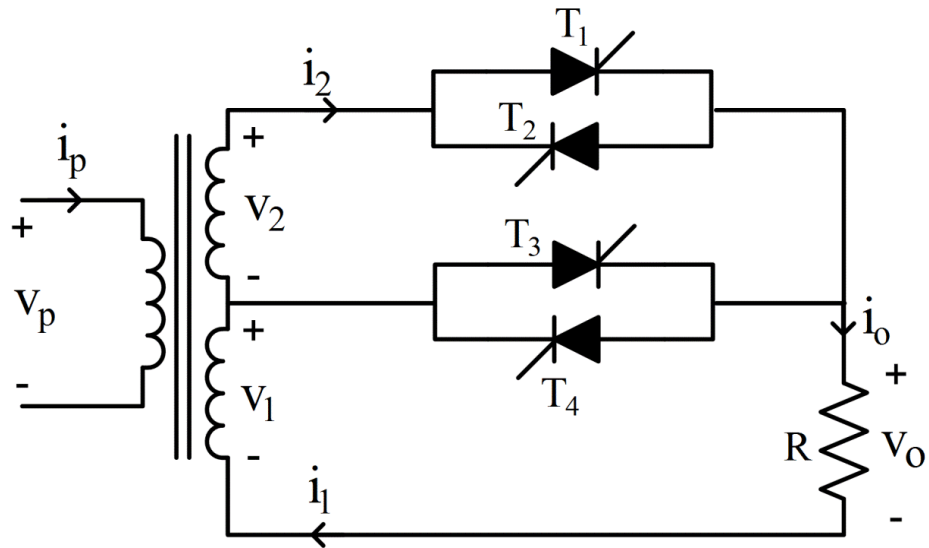 T1
i2
T2
+
ip
+
v2
-
vp
-
T3
+
v1
-
T4
io
+
R
vo
-
i1